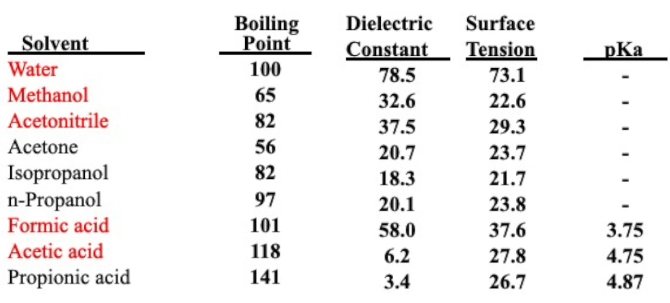 Boiling Dielectric Surface
Solvent Point Constant Tension pKa
Water 100 78.5 73.1 -
Methanol 65 32.6 22.6 -
Acetonitrile 82 37.5 29.3 -
Acetone 56 20.7 23.7 -
Isopropanol 82 18.3 21.7 -
n-Propanol 97 20.1 23.8 -
Formic acid 101 58.0 37.6 3.75
Acetic acid 118 6.2 27.8 4.75
Propionic acid 141 3.4 26.7 4.87